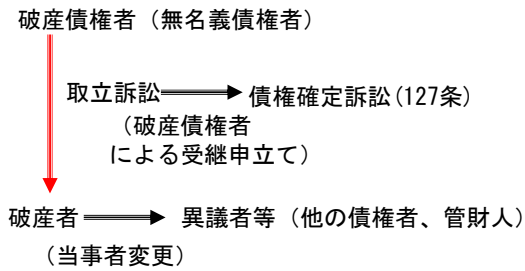 破産債権者（無名義債権者）
取立訴訟 債権確定訴訟(127条)
（破産債権者
による受継申立て）
破産者 異議者等（他の債権者、管財人）
（当事者変更）